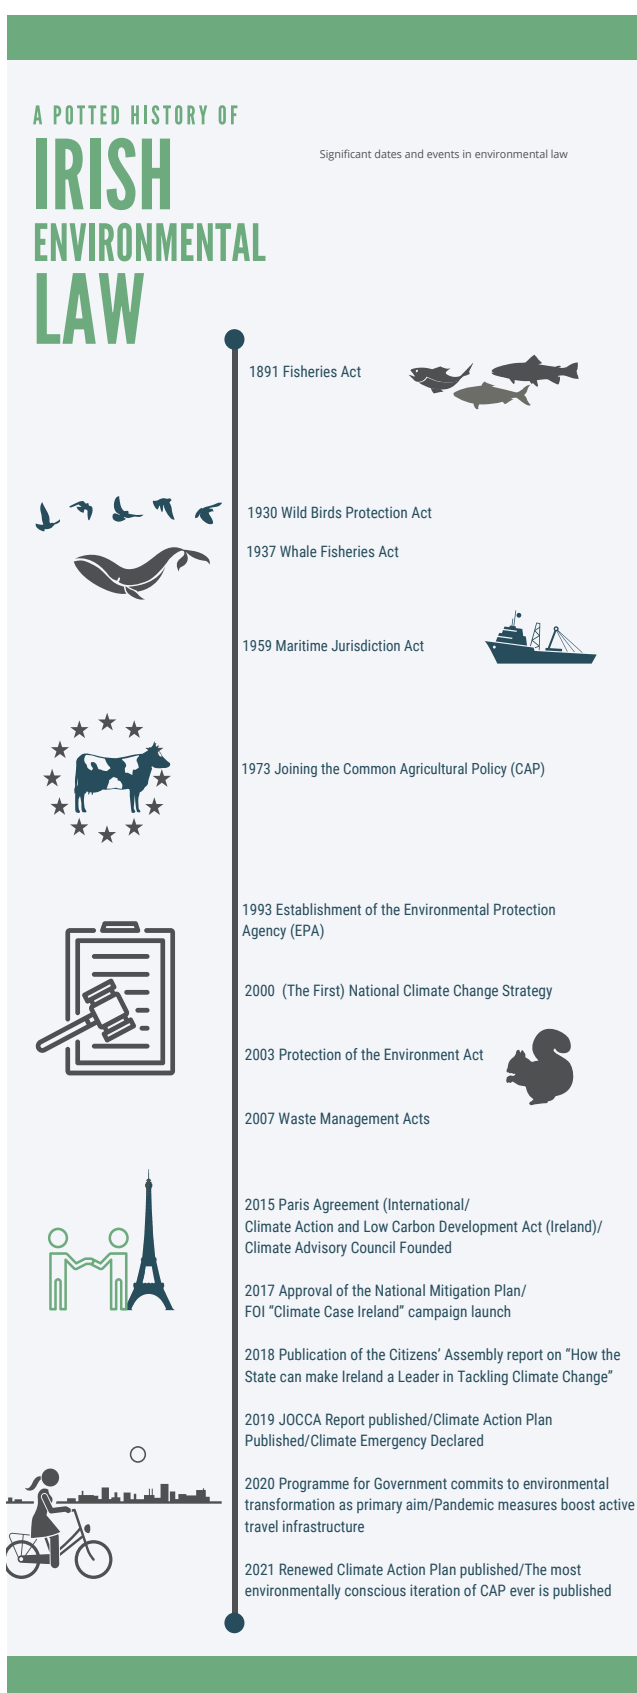 A POTTED HISTORY OF
IRISH
ENVIRONMENTAL
LAW
Significant dates and events in environmental law
1891 Fisheries Act
1930 Wild Birds Protection Act
1937 Whale Fisheries Act
1959 Maritime Jurisdiction Act
1973 Joining the Common Agricultural Policy (CAP)
1993 Establishment of the Environmental Protection
Agency (EPA)
2000  (The First) National Climate Change Strategy
2003 Protection of the Environment Act
2007 Waste Management Acts
2015 Paris Agreement (International/
Climate Action and Low Carbon Development Act (Ireland)/
Climate Advisory Council Founded
2017 Approval of the National Mitigation Plan/
FOI “Climate Case Ireland” campaign launch
2018 Publication of the Citizens’ Assembly report on “How the
State can make Ireland a Leader in Tackling Climate Change”
2019 JOCCA Report published/Climate Action Plan
Published/Climate Emergency Declared
2020 Programme for Government commits to environmental
transformation as primary aim/Pandemic measures boost active
travel infrastructure
2021 Renewed Climate Action Plan published/The most
environmentally conscious iteration of CAP ever is published